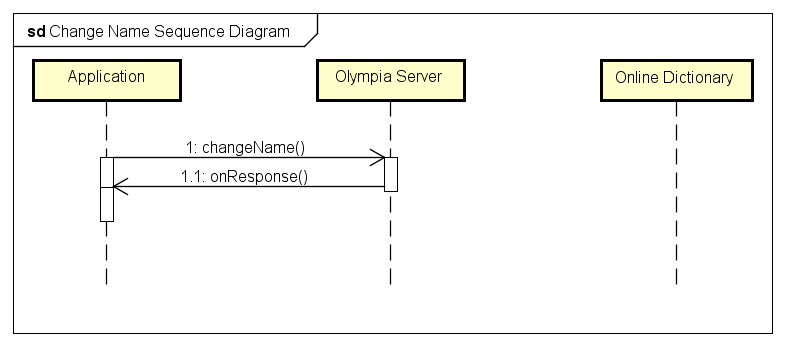 sd Change Name Sequence Diagram
Application
Olympia Server
Online Dictionary
1: changeName()
1.1: onResponse()